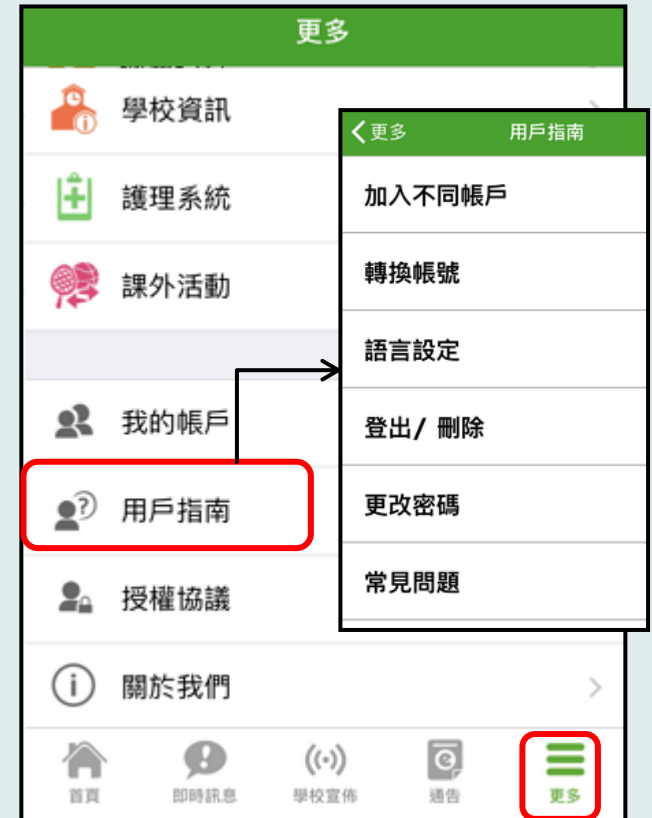 更多
學校資訊
護理系統
課外活動
我的帳戶
用戶指南
授權協議
關於我們
更多
用戶指南
加入不同帳戶
轉換帳號
語言設定
登出/ 刪除
更改密碼
常見問題
首頁
即時訊息
學校宣佈
通告
更多